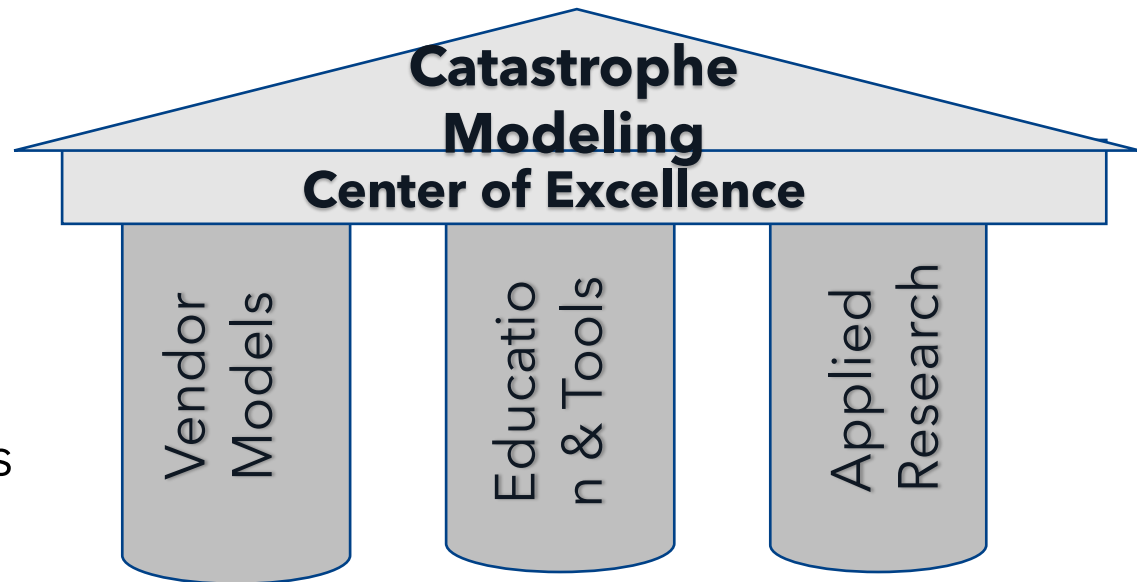 Catastrophe
Modeling
Center of Excellence
Vendor
Models
Educatio
n & Tools
Applied
Research
s